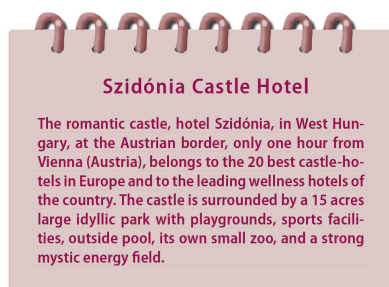 Szidónia Castle Hotel
The romantic castle, hotel Szidónia, in West Hun-
gary, at the Austrian border, only one hour from
Vienna (Austria), belongs to the 20 best castle-ho-
tels in Europe and to the leading wellness hotels of
the country. The castle is surrounded by a 15 acres
large idyllic park with playgrounds, sports facili-
ties, outside pool, its own small zoo, and a strong
mystic energy field.